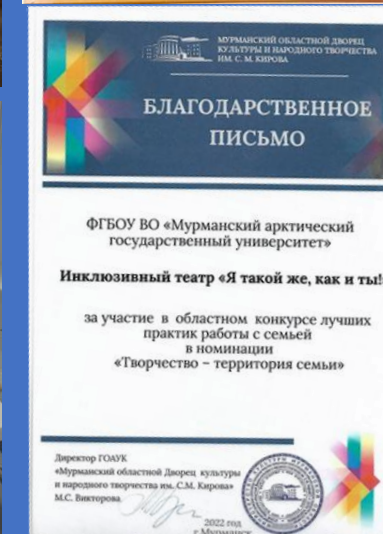 МУРМАНСКИЙ ОБЛАСТНОЙ ДВОРЕЦ
КУЛЬТУРЫ И НАРОДНОГО ТВОРЧЕСТВА
ИМ. С. М. КИРОВА
БЛАГОДАРСТВЕННОЕ
ПИСЬМО
ФГБОУ ВО «Мурманский арктический
государственный университет»
Инклюзивный театр «Я такой же, как и ты!
за участие в областном конкурсе лучших
практик работы с семьей
в номинации
«Творчество – территория семьи»
Директор ГОАУК
«Мурманский областной Дворец культуры
и народного творчества им. С.М. Кирова»
М.С. Викторова
2022 год
г. Мурманск